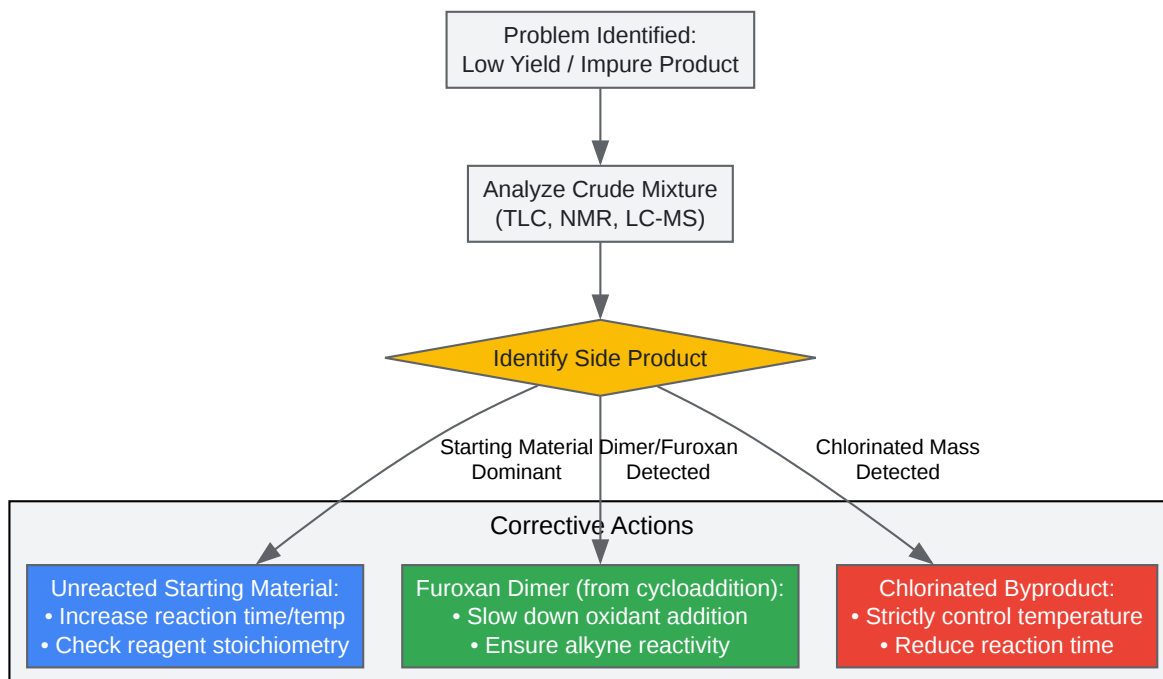 Problem Identified:
Low Yield / Impure Product
Analyze Crude Mixture
(TLC, NMR, LC-MS)
Identify Side Product
Starting Material
Dominant
Dimer/Furoxan
Detected
Chlorinated Mass
Detected
Corrective Actions
Unreacted Starting Material:
• Increase reaction time/temp
• Check reagent stoichiometry
Furoxan Dimer (from cycloaddition):
• Slow down oxidant addition
• Ensure alkyne reactivity
Chlorinated Byproduct:
• Strictly control temperature
• Reduce reaction time